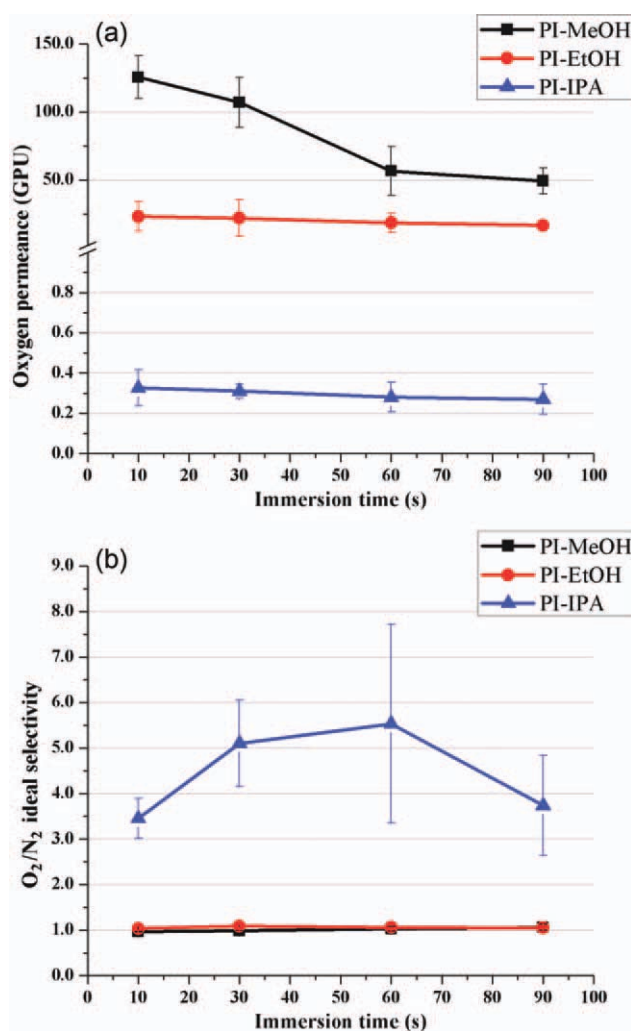 (a)
PI-MeOH
PI-EtOH
PI-IPA
Oxygen permeance (GPU)
150.0
100.0
50.0
0.8
0.6
0.4
0.2
0.0
0 10 20 30 40 50 60 70 80 90 100
Immersion time (s)
(b)
PI-MeOH
PI-EtOH
PI-IPA
O₂/N₂ ideal selectivity
9.0
8.0
7.0
6.0
5.0
4.0
3.0
2.0
1.0
0.0
0 10 20 30 40 50 60 70 80 90 100
Immersion time (s)